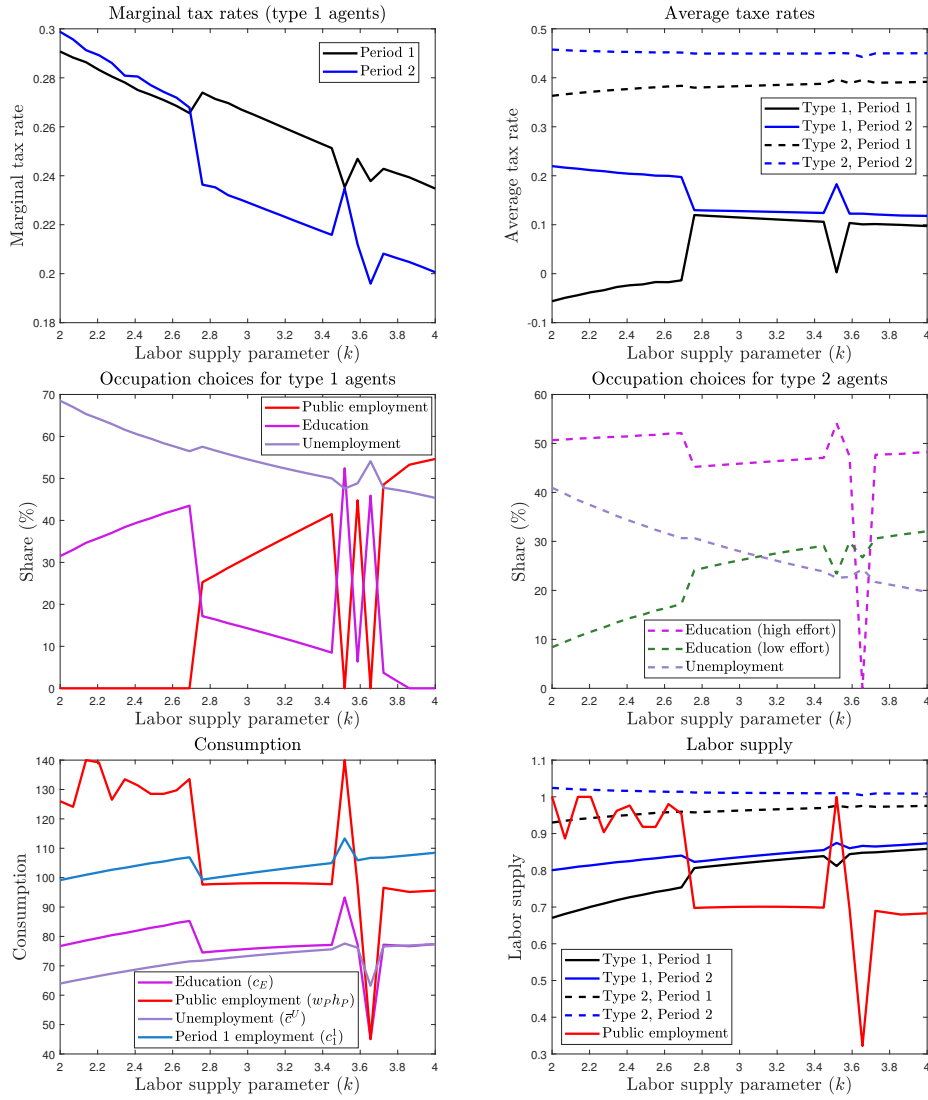 Marginal tax rates (type 1 agents)
0.3
0.28
0.26
0.24
0.22
0.2
0.18
Marginal tax rate
Period 1
Period 2
2 2.2 2.4 2.6 2.8 3 3.2 3.4 3.6 3.8 4
Labor supply parameter (k)
Average taxe rates
0.5
0.4
0.3
0.2
0.1
0
-0.1
Average tax rate
Type 1, Period 1
Type 1, Period 2
Type 2, Period 1
Type 2, Period 2
2 2.2 2.4 2.6 2.8 3 3.2 3.4 3.6 3.8 4
Labor supply parameter (k)
Occupation choices for type 1 agents
70
60
50
40
30
20
10
0
Share (%)
Public employment
Education
Unemployment
2 2.2 2.4 2.6 2.8 3 3.2 3.4 3.6 3.8 4
Labor supply parameter (k)
Occupation choices for type 2 agents
60
50
40
30
20
10
0
Share (%)
Education (high effort)
Education (low effort)
Unemployment
2 2.2 2.4 2.6 2.8 3 3.2 3.4 3.6 3.8 4
Labor supply parameter (k)
Consumption
140
130
120
110
100
90
80
70
60
50
40
Consumption
Education (c_E)
Public employment (w_P h_P)
Unemployment (c̅^U)
Period 1 employment (c_1^1)
2 2.2 2.4 2.6 2.8 3 3.2 3.4 3.6 3.8 4
Labor supply parameter (k)
Labor supply
1.1
1
0.9
0.8
0.7
0.6
0.5
0.4
0.3
Labor supply
Type 1, Period 1
Type 1, Period 2
Type 2, Period 1
Type 2, Period 2
Public employment
2 2.2 2.4 2.6 2.8 3 3.2 3.4 3.6 3.8 4
Labor supply parameter (k)